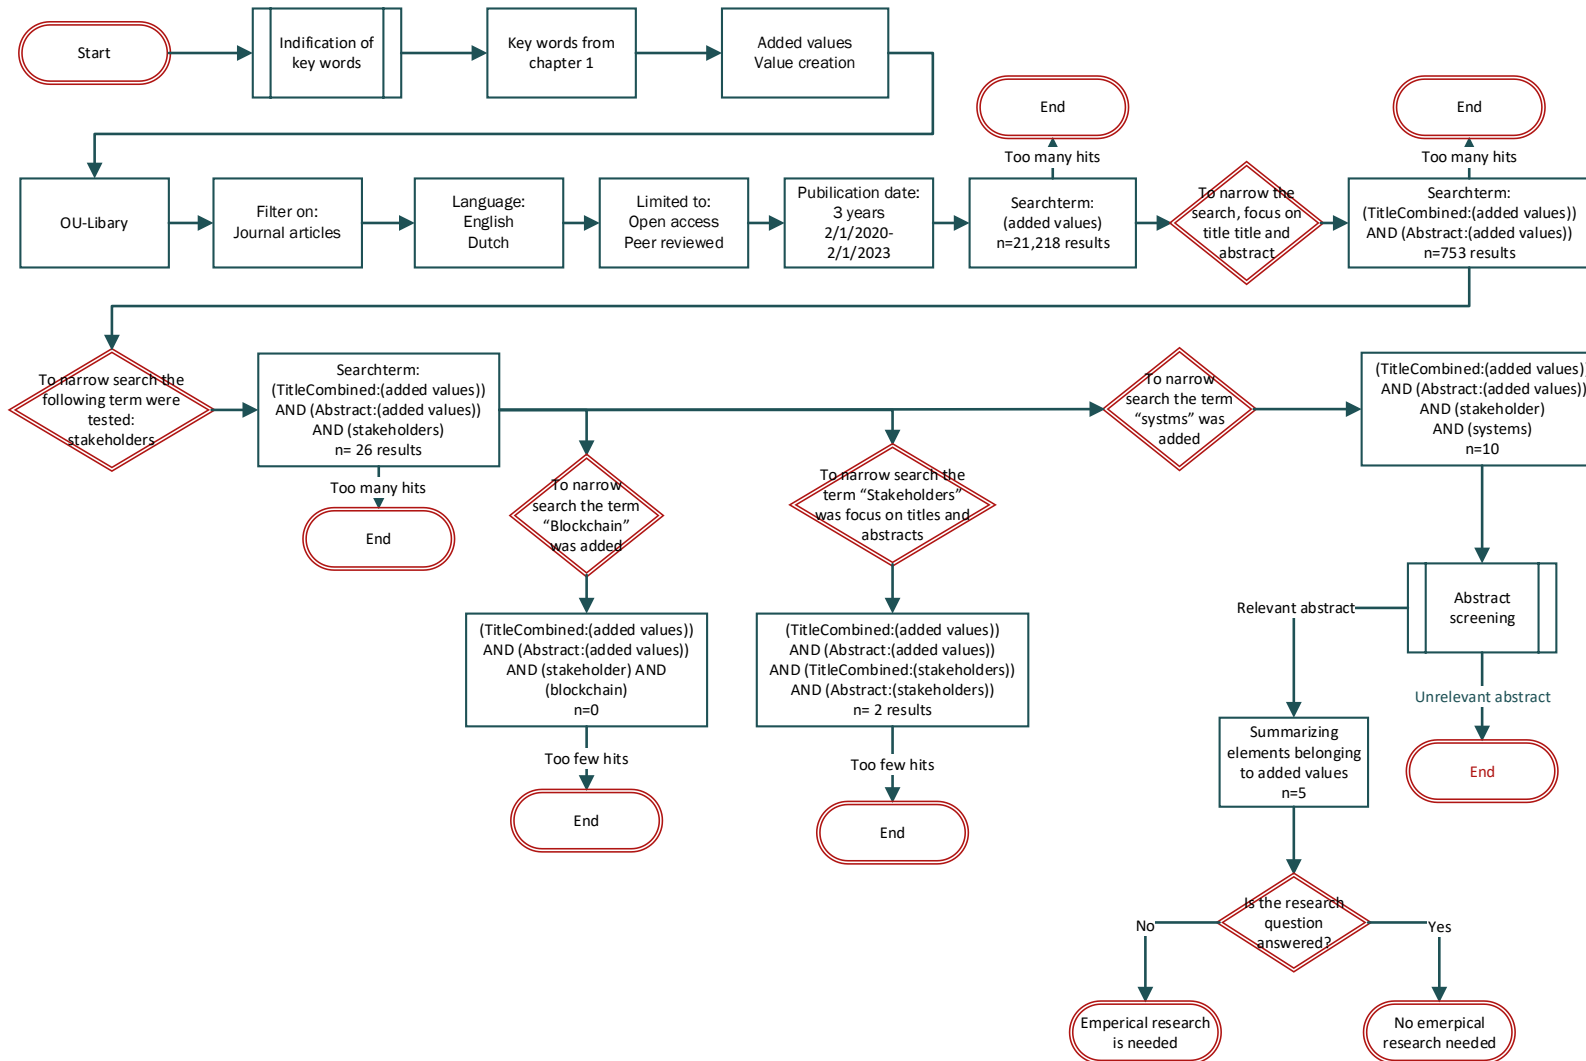 Start
Indification of
key words
Key words from
chapter 1
Added values
Value creation
End
End
Too many hits
Too many hits
OU-Libary
Filter on:
Journal articles
Language:
English
Dutch
Limited to:
Open access
Peer reviewed
Pubilication date:
3 years
2/1/2020-
2/1/2023
Searchterm:
(added values)
n=21,218 results
To narrow the
search, focus on
title title and
abstract
Searchterm:
(TitleCombined:(added values))
AND (Abstract:(added values))
n=753 results
To narrow search the
following term were
tested:
stakeholders
Searchterm:
(TitleCombined:(added values))
AND (Abstract:(added values))
AND (stakeholders)
n= 26 results
Too many hits
End
To narrow
search the term
“Blockchain”
was added
To narrow search the
term “Stakeholders”
was focus on titles and
abstracts
To narrow
search the term
“systms” was
added
(TitleCombined:(added values))
AND (Abstract:(added values))
AND (stakeholder)
AND (systems)
n=10
(TitleCombined:(added values))
AND (Abstract:(added values))
AND (stakeholder) AND
(blockchain)
n=0
(TitleCombined:(added values))
AND (Abstract:(added values))
AND (TitleCombined:(stakeholders))
AND (Abstract:(stakeholders))
n= 2 results
Too few hits
End
Too few hits
End
Abstract
screening
Relevant abstract
Unrelevant abstract
End
Summarizing
elements belonging
to added values
n=5
Is the research
question
answered?
No
Yes
Emperical research
is needed
No emerpical
research needed